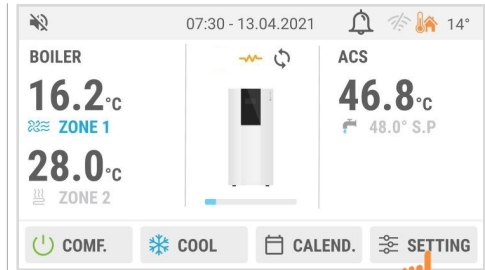 07:30 - 13.04.2021 14°
BOILER
16.2°C
ZONE 1
28.0°C
ZONE 2
ACS
46.8°C
48.0° S.P
COMF. COOL CALEND. SETTING